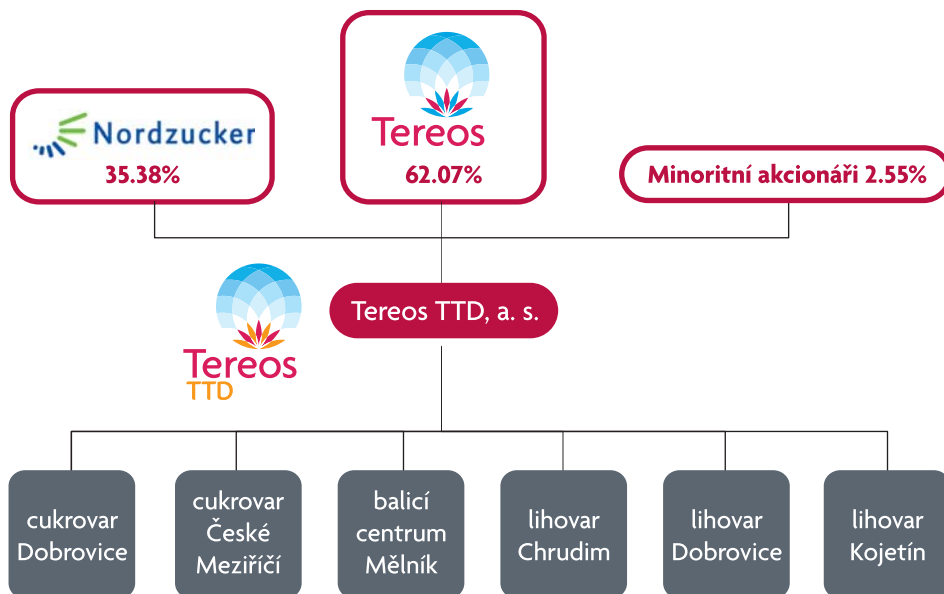 Nordzucker
35.38%
Tereos
62.07%
Minoritní akcionáři 2.55%
Tereos
TTD
Tereos TTD, a. s.
cukrovar
Dobrovice
cukrovar
České
Meziříčí
balicí
centrum
Mělník
lihovar
Chrudim
lihovar
Dobrovice
lihovar
Kojetín